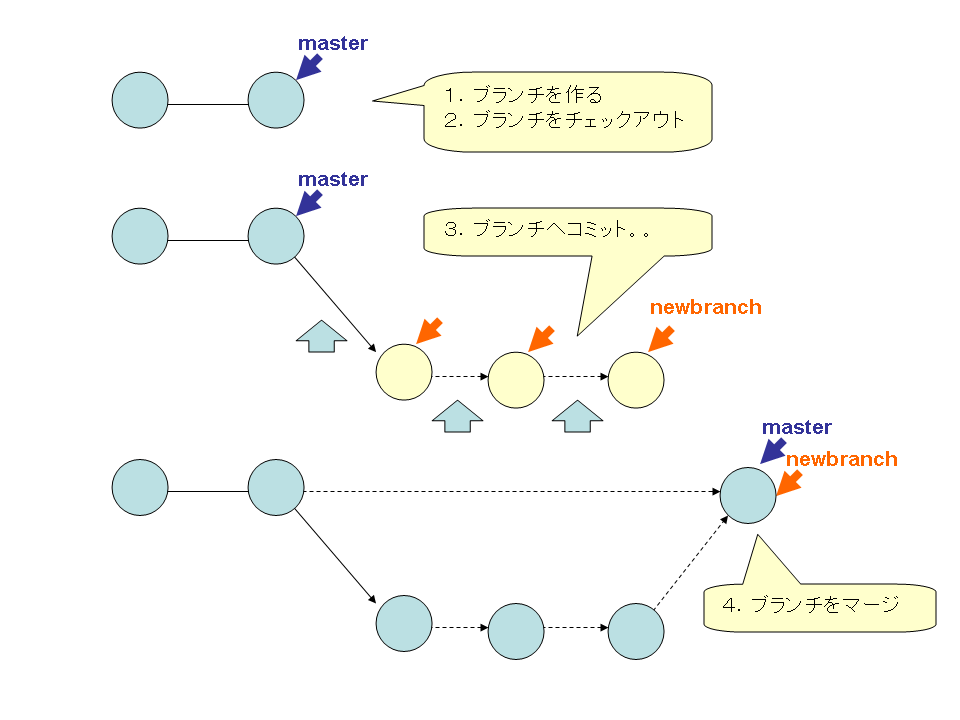 master
１．ブランチを作る
２．ブランチをチェックアウト
master
３．ブランチへコミット。。
newbranch
master
newbranch
４．ブランチをマージ